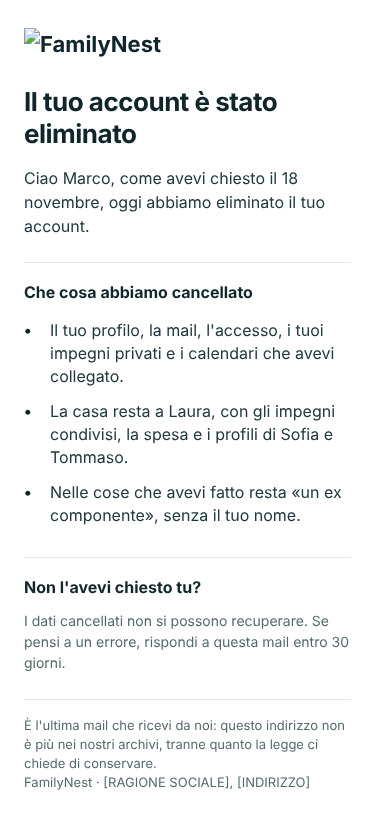 FamilyNest
Il tuo account è stato
eliminato
Ciao Marco, come avevi chiesto il 18
novembre, oggi abbiamo eliminato il tuo
account.
Che cosa abbiamo cancellato
• Il tuo profilo, la mail, l'accesso, i tuoi
impegni privati e i calendari che avevi
collegato.
• La casa resta a Laura, con gli impegni
condivisi, la spesa e i profili di Sofia e
Tommaso.
• Nelle cose che avevi fatto resta «un ex
componente», senza il tuo nome.
Non l'avevi chiesto tu?
I dati cancellati non si possono recuperare. Se
pensi a un errore, rispondi a questa mail entro 30
giorni.
È l'ultima mail che ricevi da noi: questo indirizzo non
è più nei nostri archivi, tranne quanto la legge ci
chiede di conservare.
FamilyNest · [RAGIONE SOCIALE], [INDIRIZZO]